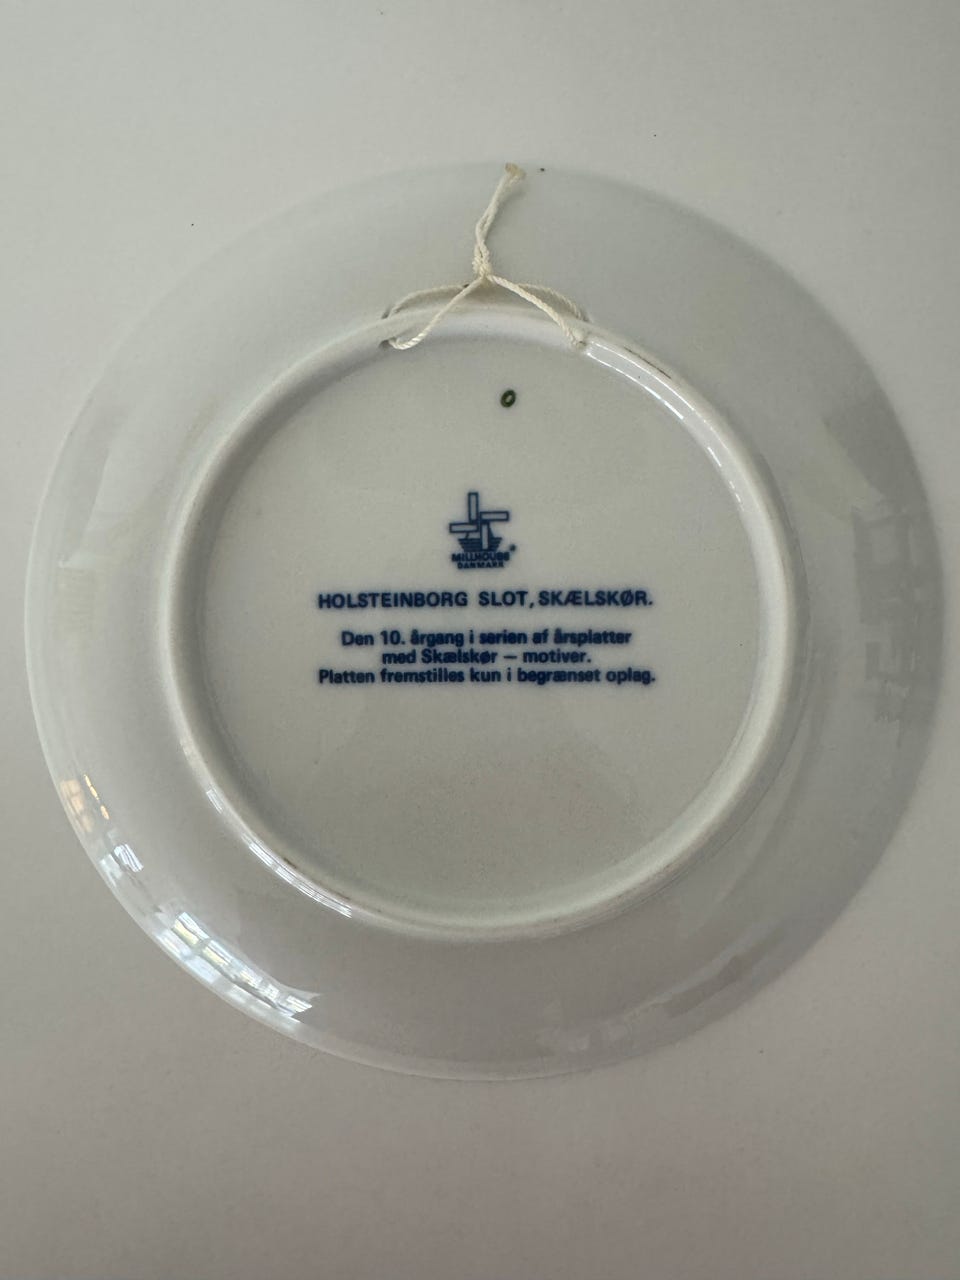 o
MILLHOUSE
DANMARK
HOLSTEINBORG SLOT, SKÆLSKØR.
Den 10. årgang i serien af årsplatter
med Skælskør – motiver.
Platten fremstilles kun i begrænset oplag.